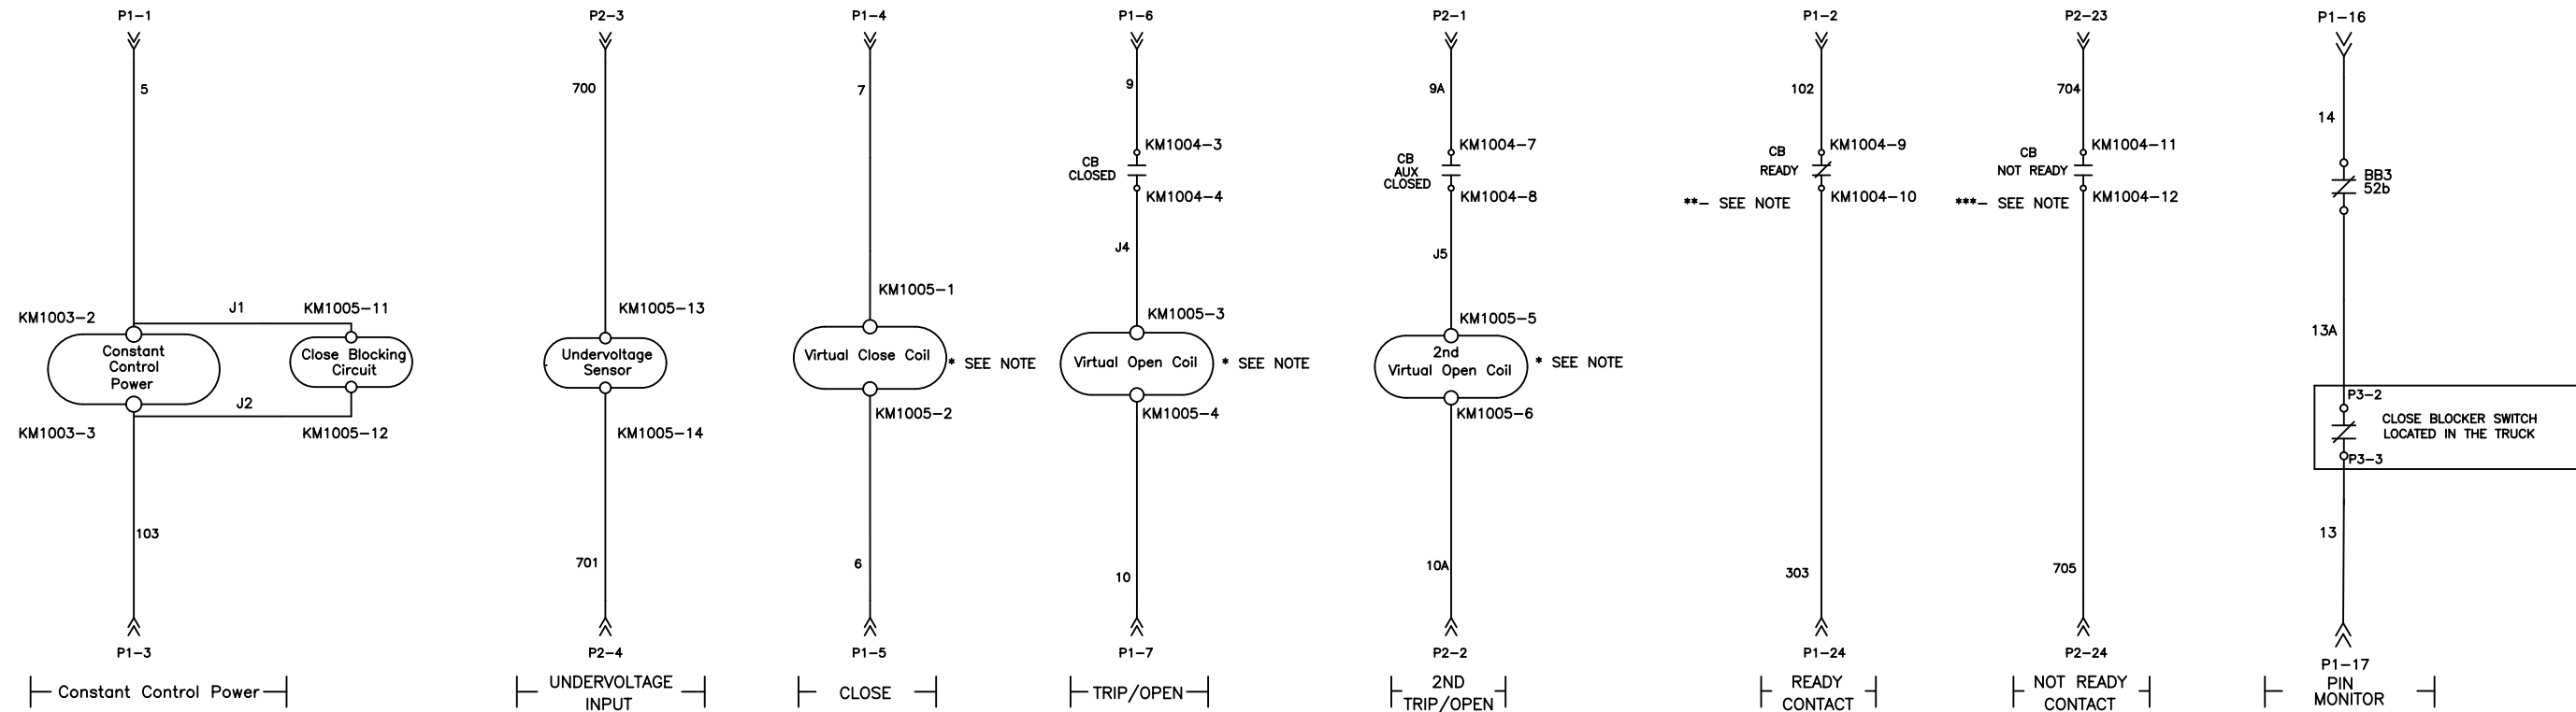 P1-1
P2-3
P1-4
P1-6
P2-1
P1-2
P2-23
P1-16
5
700
7
9
9A
102
704
14
KM1004-3
CB
CLOSED
KM1004-4
KM1004-7
CB
AUX
CLOSED
KM1004-8
KM1004-9
CB
READY
KM1004-10
**- SEE NOTE
KM1004-11
CB
NOT READY
KM1004-12
***- SEE NOTE
BB3
52b
J4
J5
KM1003-2
J1
KM1005-11
KM1005-13
KM1005-1
KM1005-3
KM1005-5
13A
Constant
Control
Power
Close Blocking
Circuit
Undervoltage
Sensor
Virtual Close Coil
* SEE NOTE
Virtual Open Coil
* SEE NOTE
2nd
Virtual Open Coil
* SEE NOTE
KM1003-3
J2
KM1005-12
KM1005-14
KM1005-2
KM1005-4
KM1005-6
P3-2
CLOSE BLOCKER SWITCH
LOCATED IN THE TRUCK
P3-3
103
701
6
10
10A
303
705
13
P1-3
P2-4
P1-5
P1-7
P2-2
P1-24
P2-24
P1-17
Constant Control Power
UNDERVOLTAGE
INPUT
CLOSE
TRIP/OPEN
2ND
TRIP/OPEN
READY
CONTACT
NOT READY
CONTACT
PIN
MONITOR